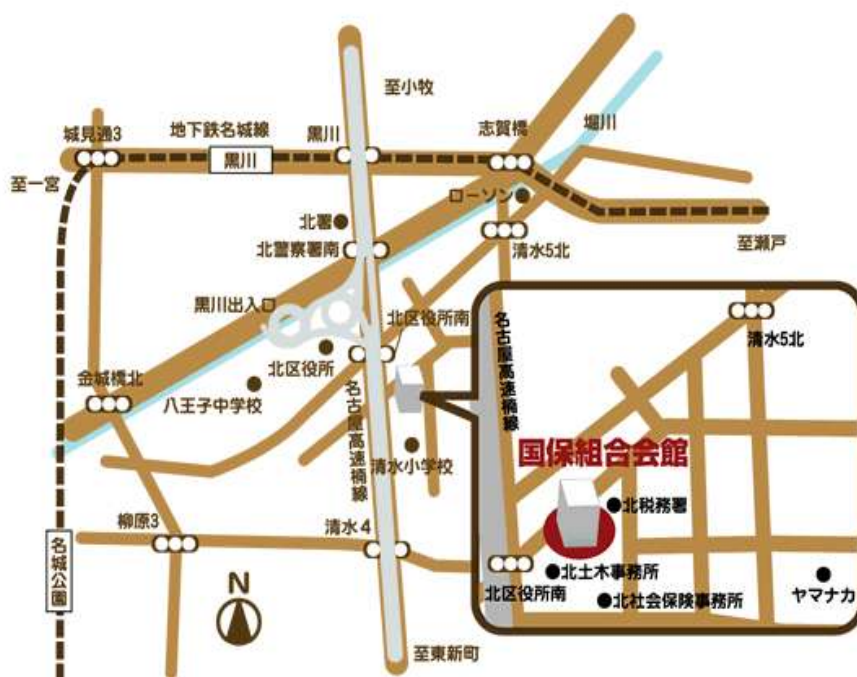 至小牧
城見通3
地下鉄名城線
黒川
志賀橋
堀川
黒川
至一宮
ローソン
北署
北警察署南
清水5北
至瀬戸
黒川出入口
北区役所南
北区役所
金城橋北
八王子中学校
名古屋高速楠線
清水小学校
柳原3
清水4
名城公園
N
至東新町
名古屋高速楠線
清水5北
国保組合会館
北税務署
北土木事務所
北区役所南
北社会保険事務所
ヤマナカ